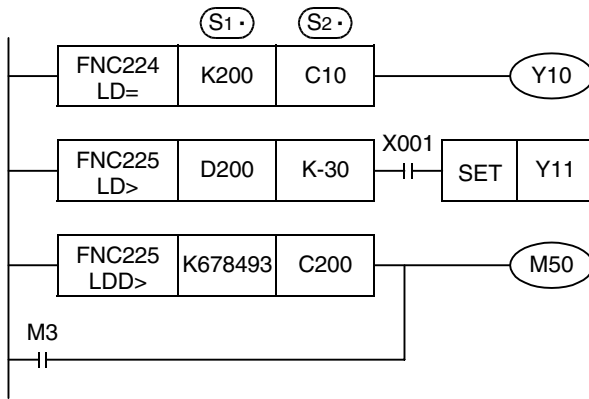 S1 · S2 ·
FNC224
LD= K200 C10 Y10
X001
FNC225
LD> D200 K-30 SET Y11
FNC225
LDD> K678493 C200 M50
M3